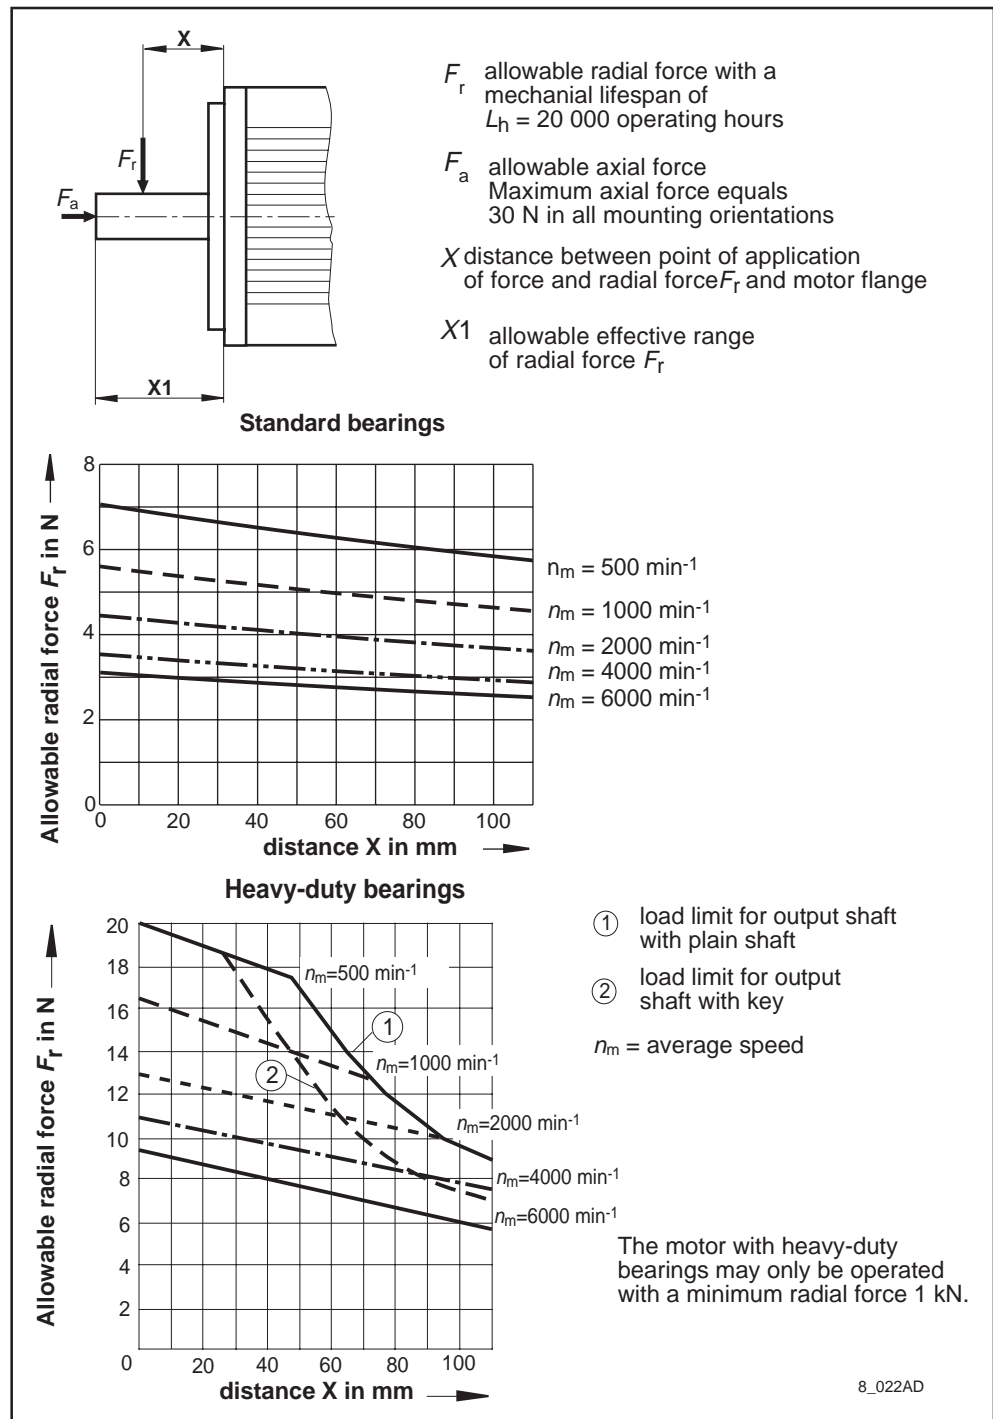 X
Fr
Fa
X1
Fr allowable radial force with a
mechanial lifespan of
Lh = 20 000 operating hours
Fa allowable axial force
Maximum axial force equals
30 N in all mounting orientations
X distance between point of application
of force and radial force Fr and motor flange
X1 allowable effective range
of radial force Fr
Standard bearings
Allowable radial force Fr in N
8
6
4
2
0
0 20 40 60 80 100
distance X in mm
nm = 500 min-1
nm = 1000 min-1
nm = 2000 min-1
nm = 4000 min-1
nm = 6000 min-1
Heavy-duty bearings
Allowable radial force Fr in N
20
18
16
14
12
10
8
6
4
2
0 20 40 60 80 100
distance X in mm
nm=500 min-1
1
nm=1000 min-1
2
nm=2000 min-1
nm=4000 min-1
nm=6000 min-1
1 load limit for output shaft
with plain shaft
2 load limit for output
shaft with key
nm = average speed
The motor with heavy-duty
bearings may only be operated
with a minimum radial force 1 kN.
8_022AD